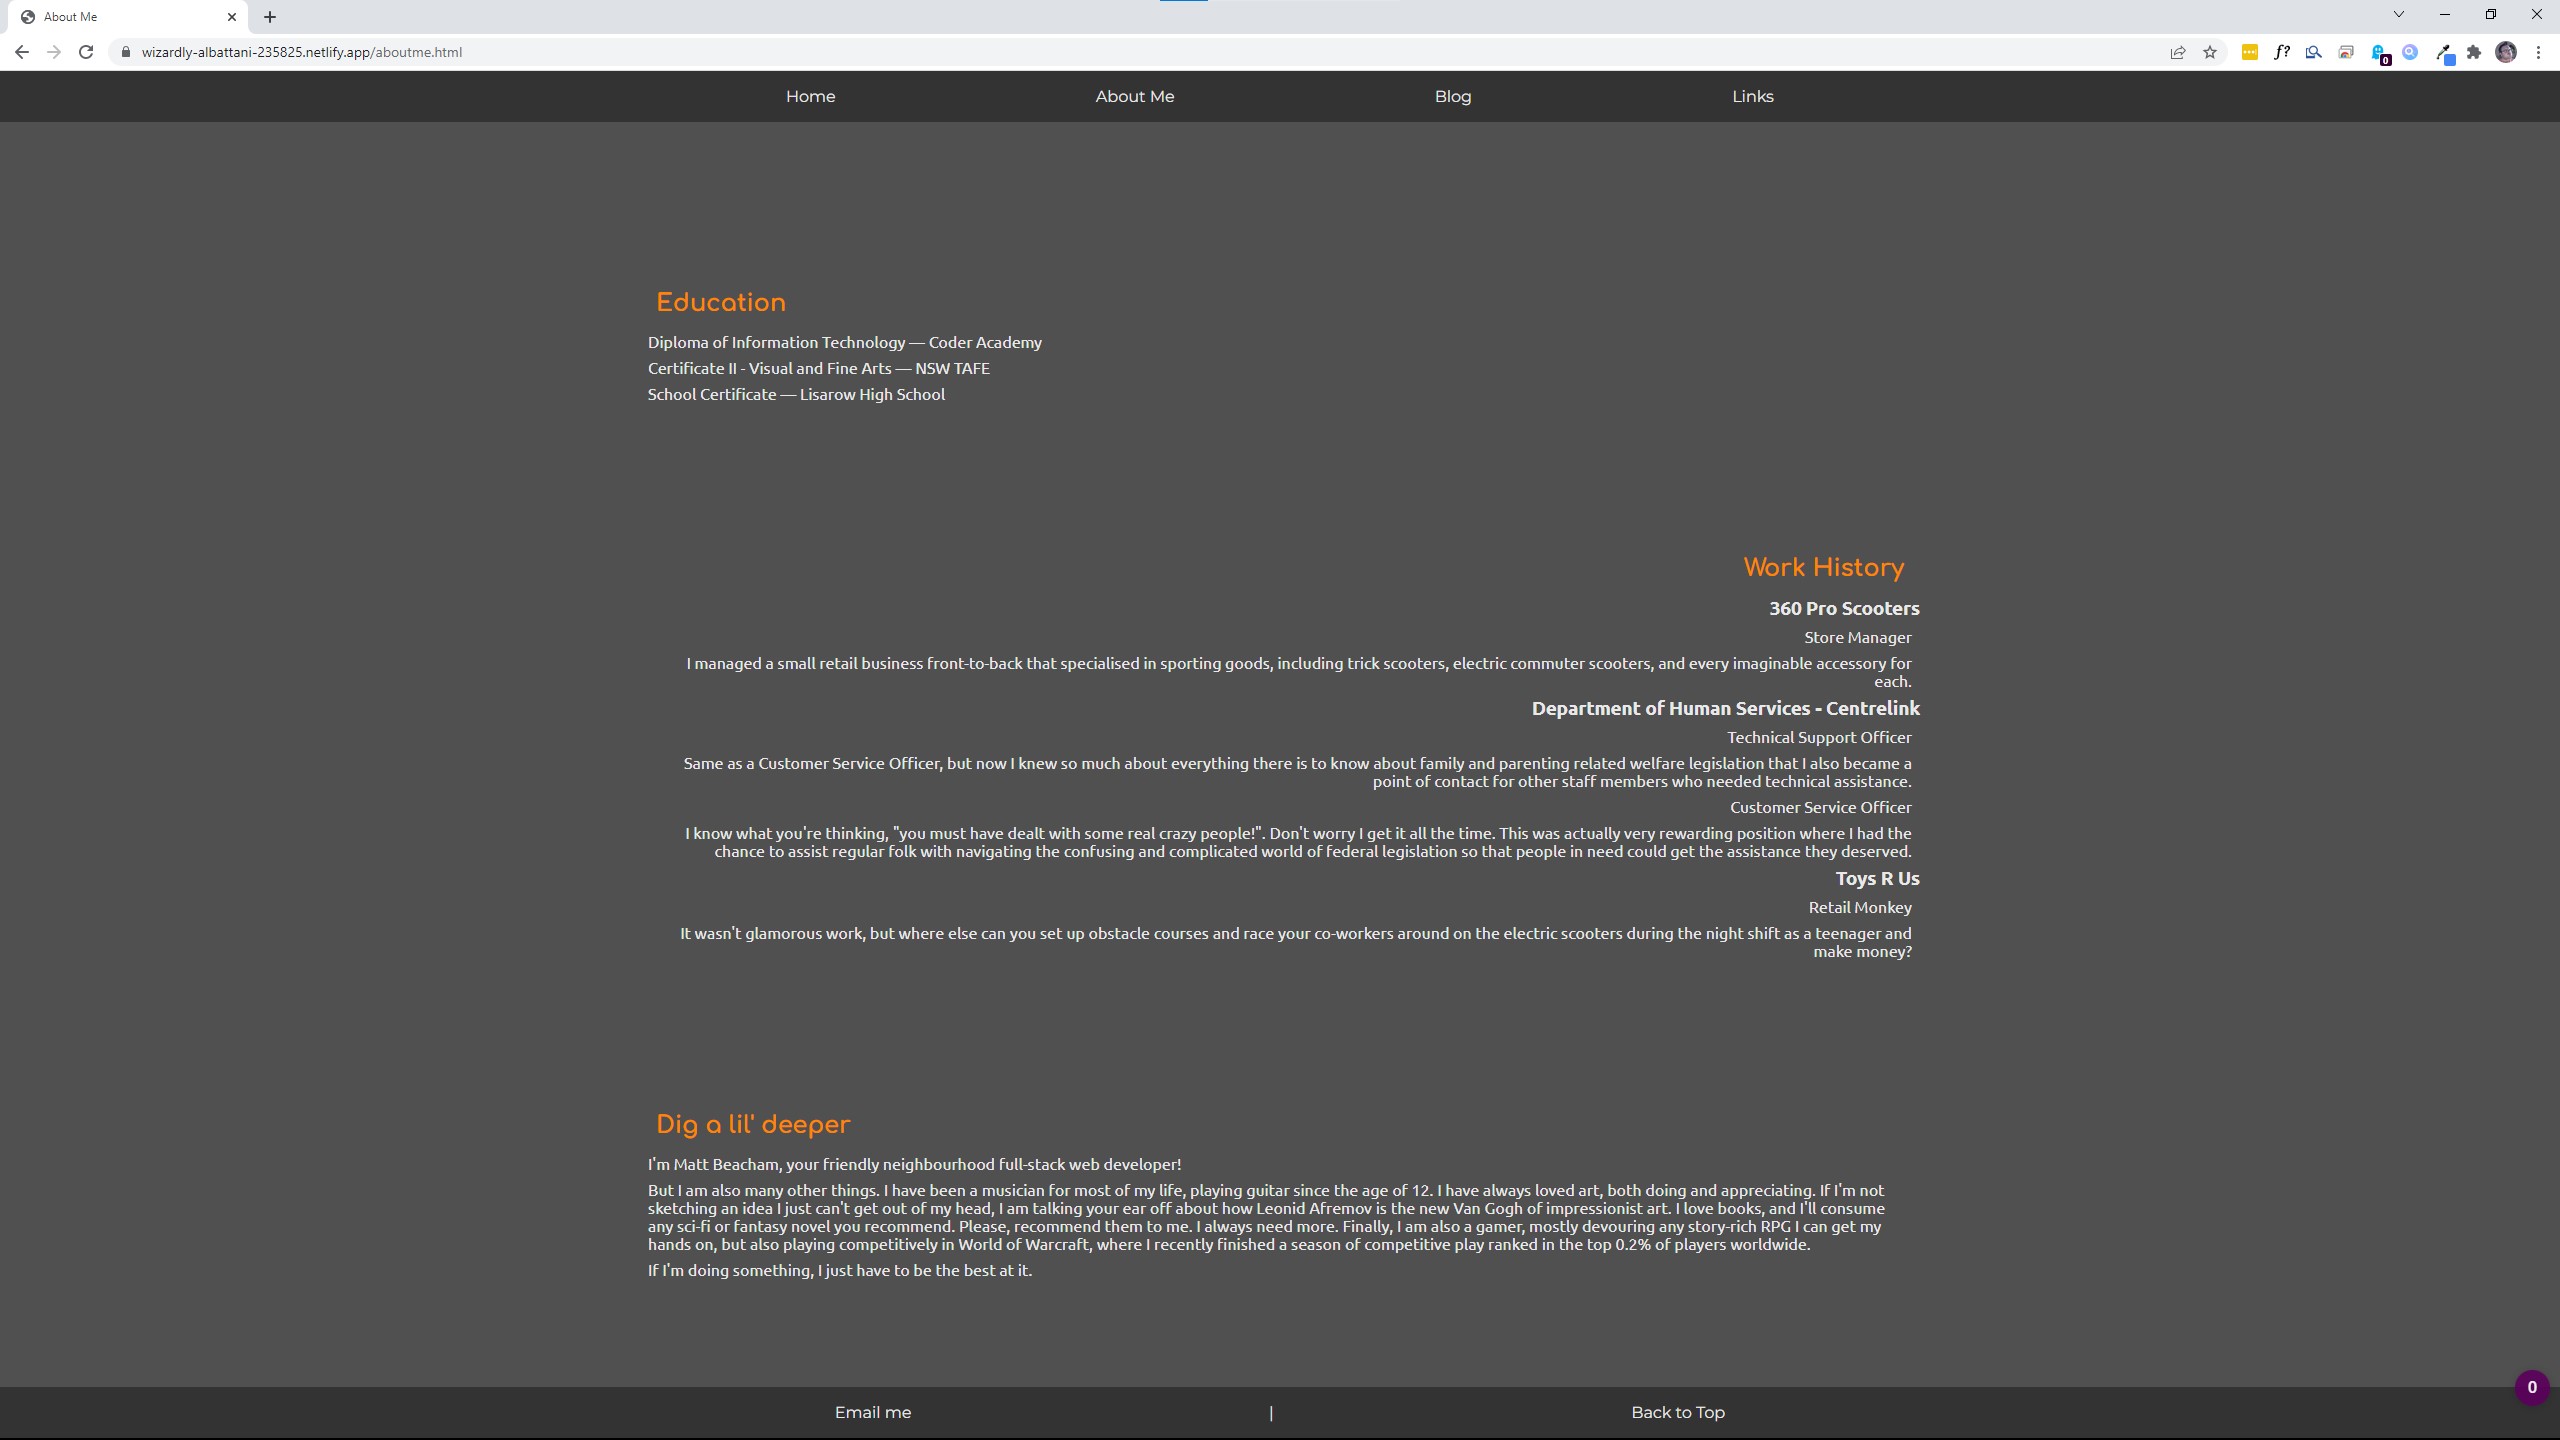 About Me
wizardly-albattani-235825.netlify.app/aboutme.html
f?
0
Home About Me Blog Links
Education
Diploma of Information Technology — Coder Academy
Certificate II - Visual and Fine Arts — NSW TAFE
School Certificate — Lisarow High School
Work History
360 Pro Scooters
Store Manager
I managed a small retail business front-to-back that specialised in sporting goods, including trick scooters, electric commuter scooters, and every imaginable accessory for
each.
Department of Human Services - Centrelink
Technical Support Officer
Same as a Customer Service Officer, but now I knew so much about everything there is to know about family and parenting related welfare legislation that I also became a
point of contact for other staff members who needed technical assistance.
Customer Service Officer
I know what you're thinking, "you must have dealt with some real crazy people!". Don't worry I get it all the time. This was actually very rewarding position where I had the
chance to assist regular folk with navigating the confusing and complicated world of federal legislation so that people in need could get the assistance they deserved.
Toys R Us
Retail Monkey
It wasn't glamorous work, but where else can you set up obstacle courses and race your co-workers around on the electric scooters during the night shift as a teenager and
make money?
Dig a lil' deeper
I'm Matt Beacham, your friendly neighbourhood full-stack web developer!
But I am also many other things. I have been a musician for most of my life, playing guitar since the age of 12. I have always loved art, both doing and appreciating. If I'm not
sketching an idea I just can't get out of my head, I am talking your ear off about how Leonid Afremov is the new Van Gogh of impressionist art. I love books, and I'll consume
any sci-fi or fantasy novel you recommend. Please, recommend them to me. I always need more. Finally, I am also a gamer, mostly devouring any story-rich RPG I can get my
hands on, but also playing competitively in World of Warcraft, where I recently finished a season of competitive play ranked in the top 0.2% of players worldwide.
If I'm doing something, I just have to be the best at it.
0
Email me | Back to Top